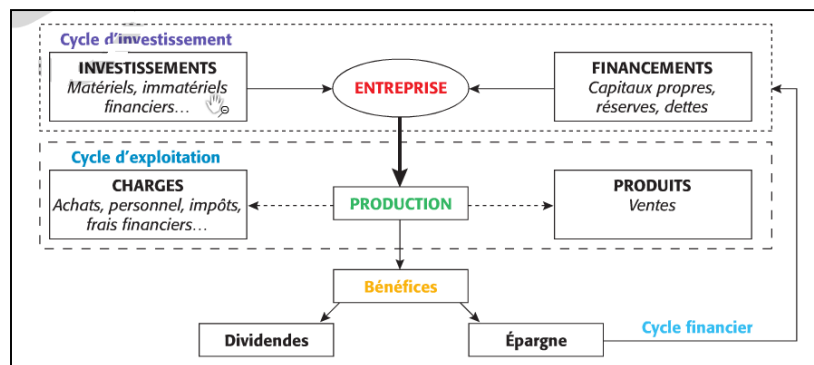 Cycle d'investissement
INVESTISSEMENTS
Matériels, immatériels
financiers…
ENTREPRISE
FINANCEMENTS
Capitaux propres,
réserves, dettes
Cycle d'exploitation
CHARGES
Achats, personnel, impôts,
frais financiers…
PRODUCTION
PRODUITS
Ventes
Bénéfices
Dividendes
Épargne
Cycle financier